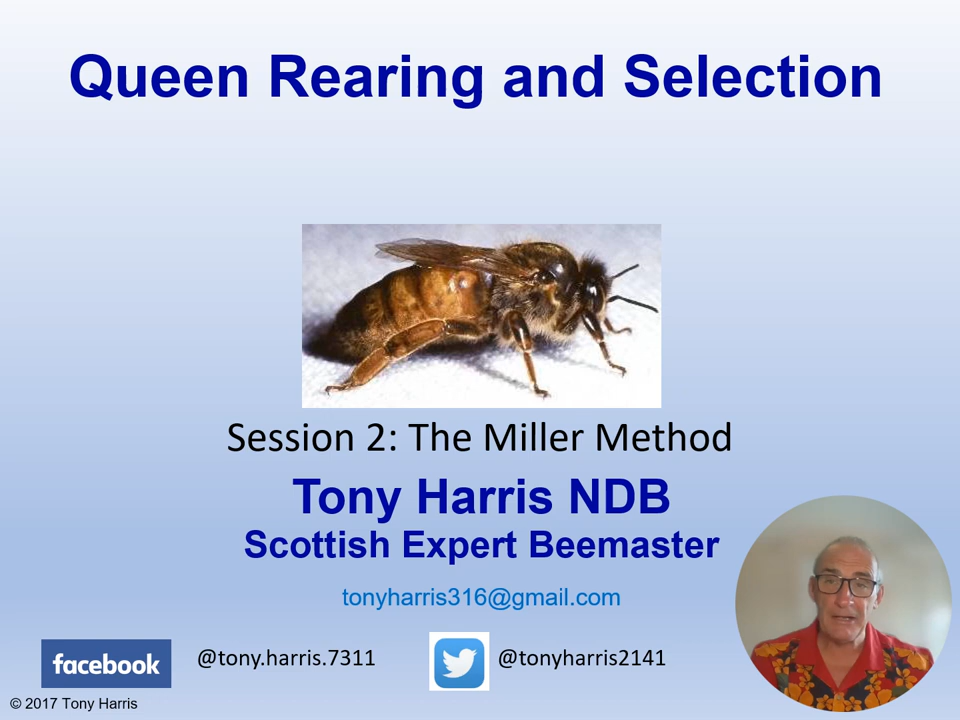 Queen Rearing and Selection
Session 2: The Miller Method
Tony Harris NDB
Scottish Expert Beemaster
tonyharris316@gmail.com
facebook @tony.harris.7311 @tonyharris2141
© 2017 Tony Harris